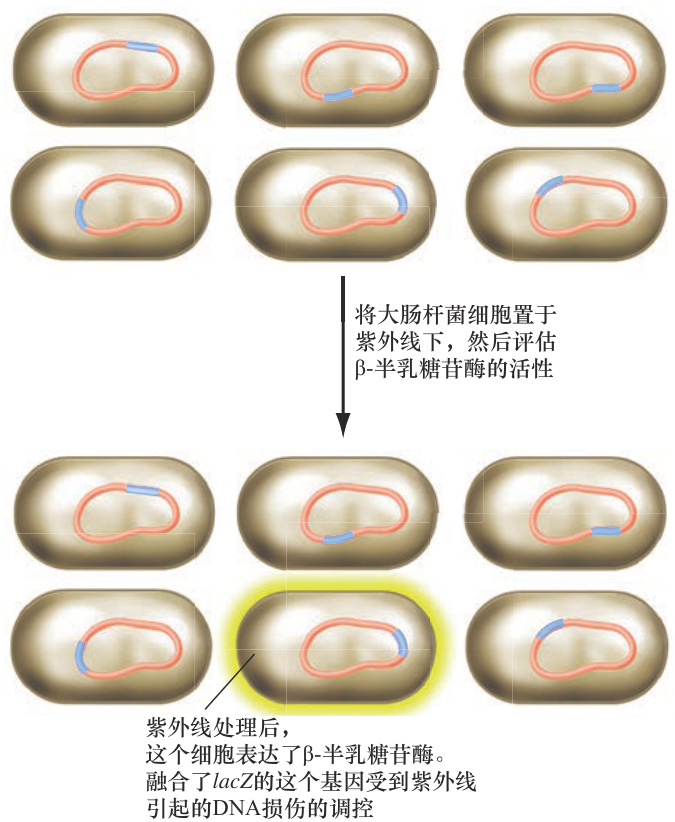 将大肠杆菌细胞置于
紫外线下，然后评估
β-半乳糖苷酶的活性
紫外线处理后，
这个细胞表达了β-半乳糖苷酶。
融合了lacZ的这个基因受到紫外线
引起的DNA损伤的调控